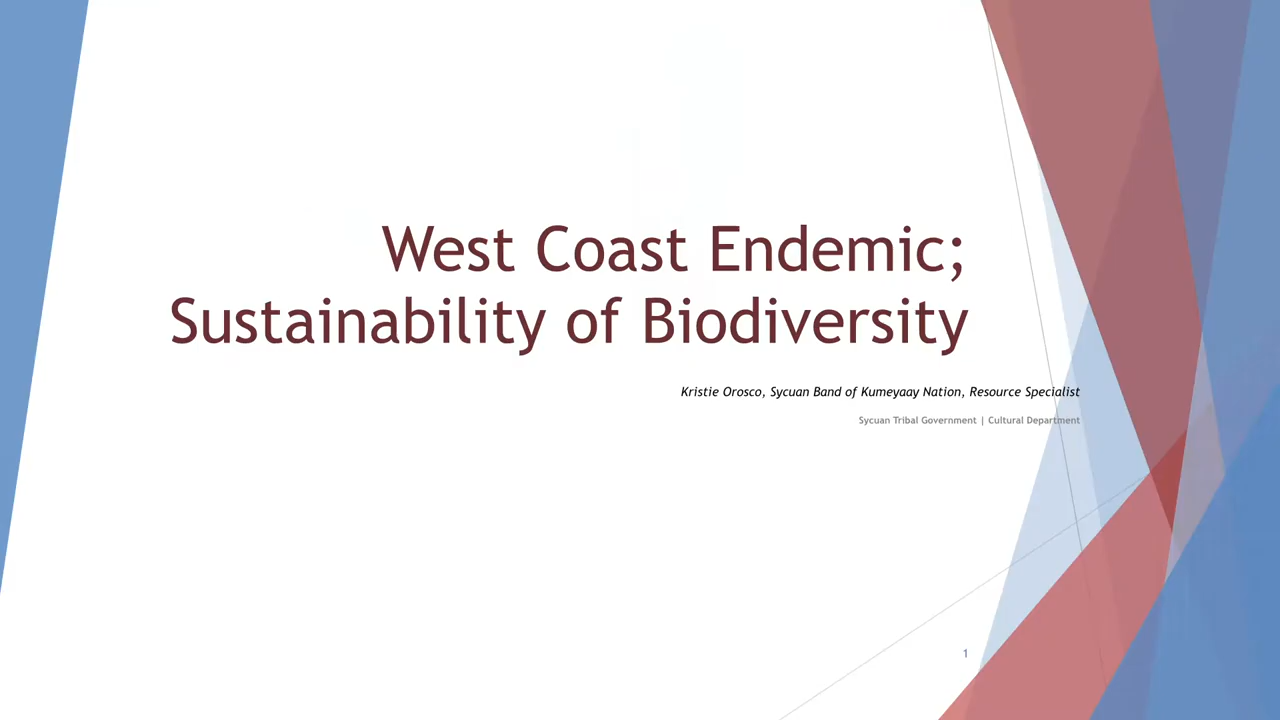 West Coast Endemic;
Sustainability of Biodiversity
Kristie Orosco, Sycuan Band of Kumeyaay Nation, Resource Specialist
Sycuan Tribal Government | Cultural Department
1